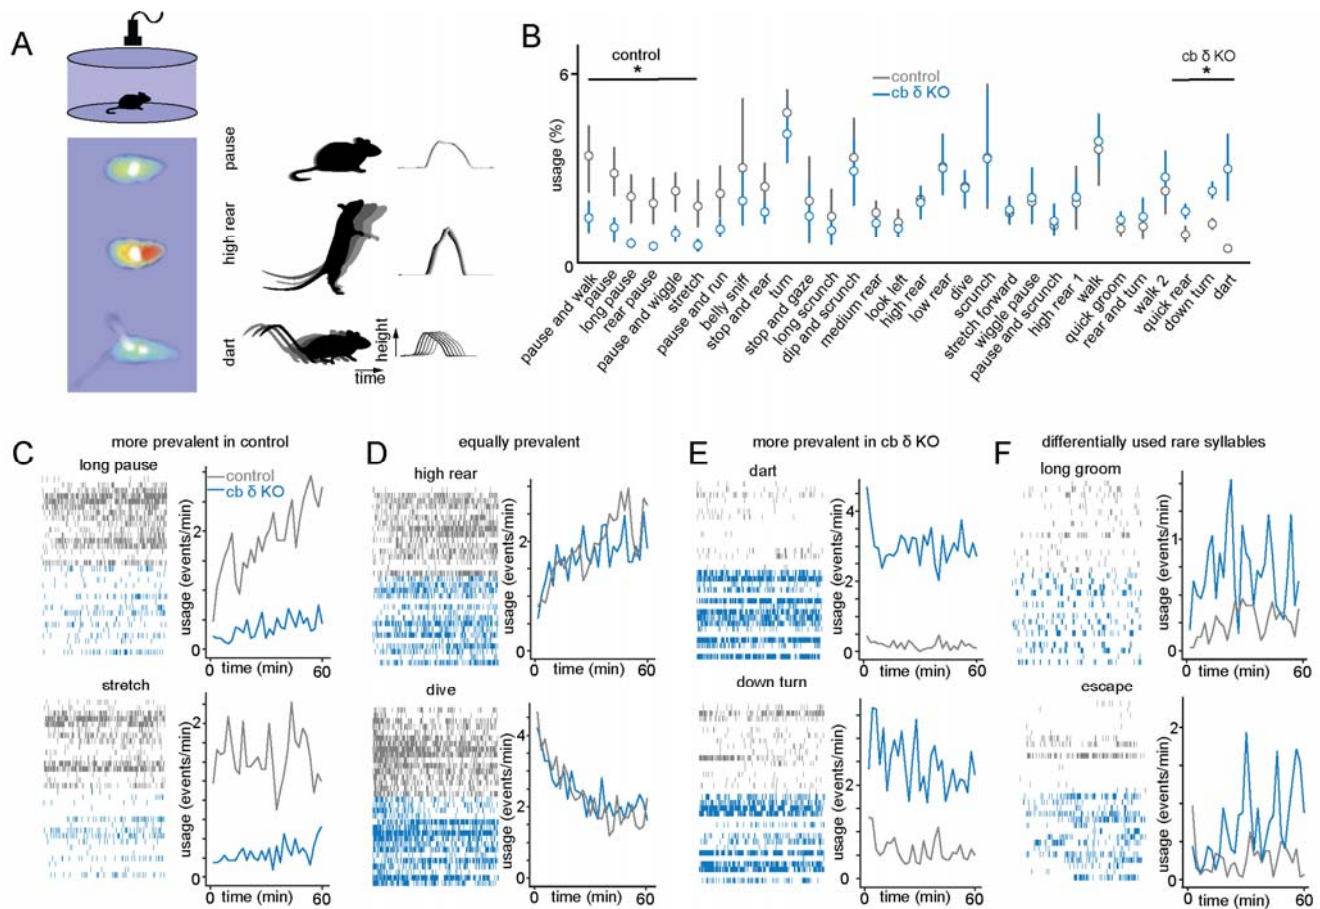 A
pause
high rear
dart
height
time
B
control
*
cb δ KO
*
control
cb δ KO
6
usage (%)
0
pause and walk
pause
long pause
rear pause
pause and wiggle
stretch
pause and run
belly sniff
stop and rear
turn
stop and gaze
long scrunch
dip and scrunch
medium rear
look left
high rear
low rear
dive
scrunch
stretch forward
wiggle pause
pause and scrunch
high rear 1
walk
quick groom
rear and turn
walk 2
quick rear
down turn
dart
C
more prevalent in control
long pause
control
cb δ KO
usage (events/min)
2
0
0
time (min)
60
stretch
usage (events/min)
2
0
0
time (min)
60
D
equally prevalent
high rear
usage (events/min)
2
0
0
time (min)
60
dive
usage (events/min)
4
2
0
0
time (min)
60
E
more prevalent in cb δ KO
dart
usage (events/min)
4
2
0
0
time (min)
60
down turn
usage (events/min)
2
0
0
time (min)
60
F
differentially used rare syllables
long groom
usage (events/min)
1
0
0
time (min)
60
escape
usage (events/min)
2
0
0
time (min)
60